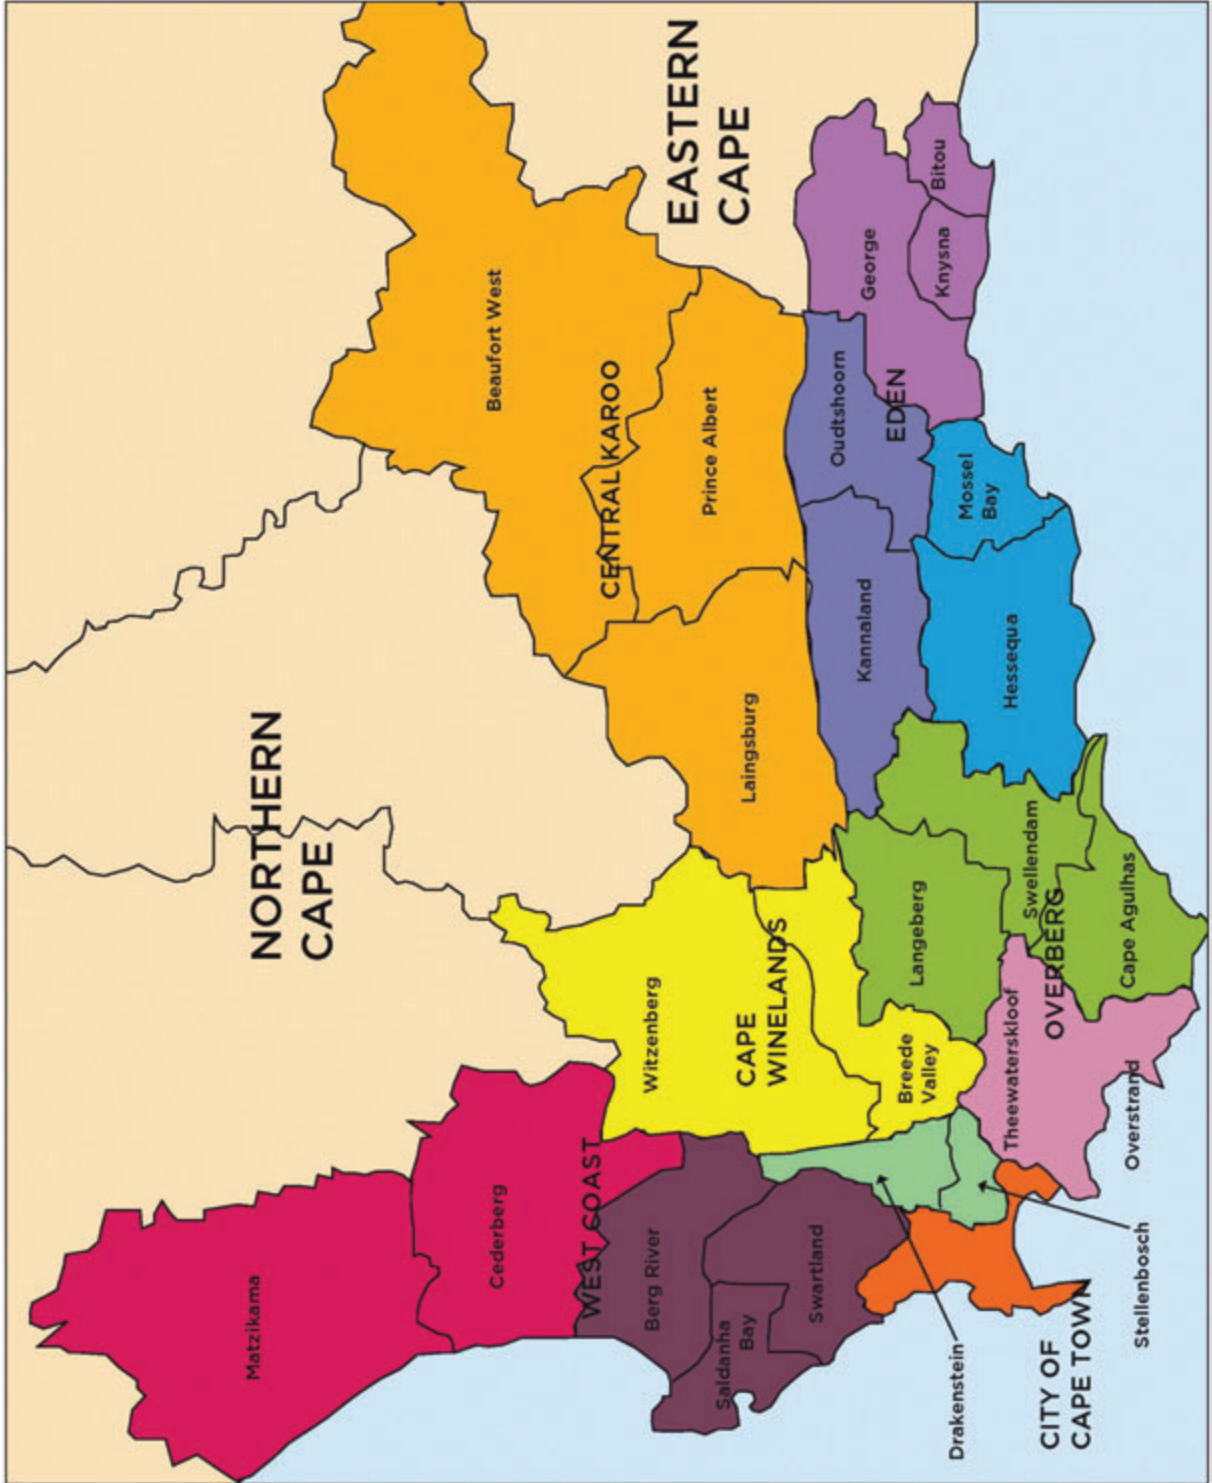 NORTHERN
CAPE
EASTERN
CAPE
Matzikama
Cederberg
WEST COAST
Berg River
Saldanha
Bay
Swartland
Witzenberg
CAPE
WINELANDS
Breede
Valley
Langeberg
Drakenstein
Stellenbosch
CITY OF
CAPE TOWN
Theewaterskloof
Overstrand
OVERBERG
Swellendam
Cape Agulhas
Laingsburg
CENTRAL KAROO
Prince Albert
Beaufort West
Kannaland
Oudtshoorn
EDEN
Hessequa
Mossel
Bay
George
Knysna
Bitou